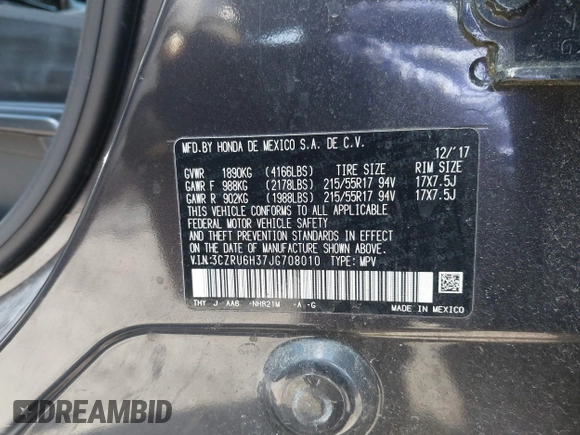 MFD.BY HONDA DE MEXICO S.A. DE C.V.
12/'17
GVWR 1890KG (4166LBS) TIRE SIZE RIM SIZE
GAWR F 988KG (2178LBS) 215/55R17 94V 17X7.5J
GAWR R 902KG (1988LBS) 215/55R17 94V 17X7.5J
THIS VEHICLE CONFORMS TO ALL APPLICABLE
FEDERAL MOTOR VEHICLE SAFETY, BUMPER,
AND THEFT PREVENTION STANDARDS IN EFFECT
ON THE DATE OF MANUFACTURE SHOWN ABOVE.
V.I.N:3CZRU6H37JG708010 TYPE: MPV
THY J-AA6 -NH821M -A-G
MADE IN MEXICO
DREAMBID